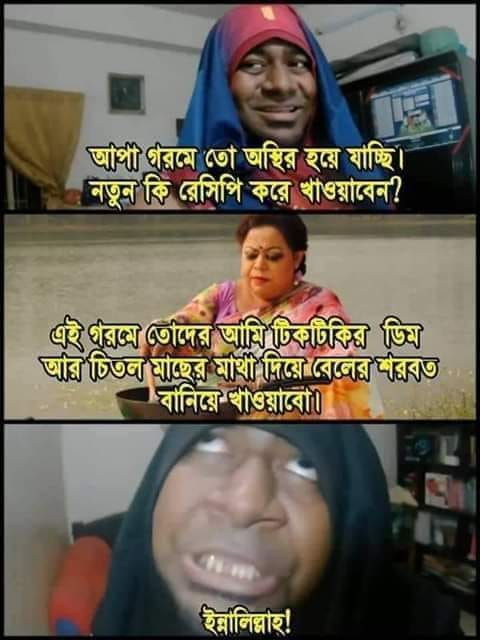 আপা গরমে তো অস্থির হয়ে যাচ্ছি।
নতুন কি রেসিপি করে খাওয়াবেন?
এই গরমে তোদের আমি টিকটিকির ডিম
আর চিতল মাছের মাথা দিয়ে বেলের শরবত
বানিয়ে খাওয়াবো।
ইন্নালিল্লাহ!